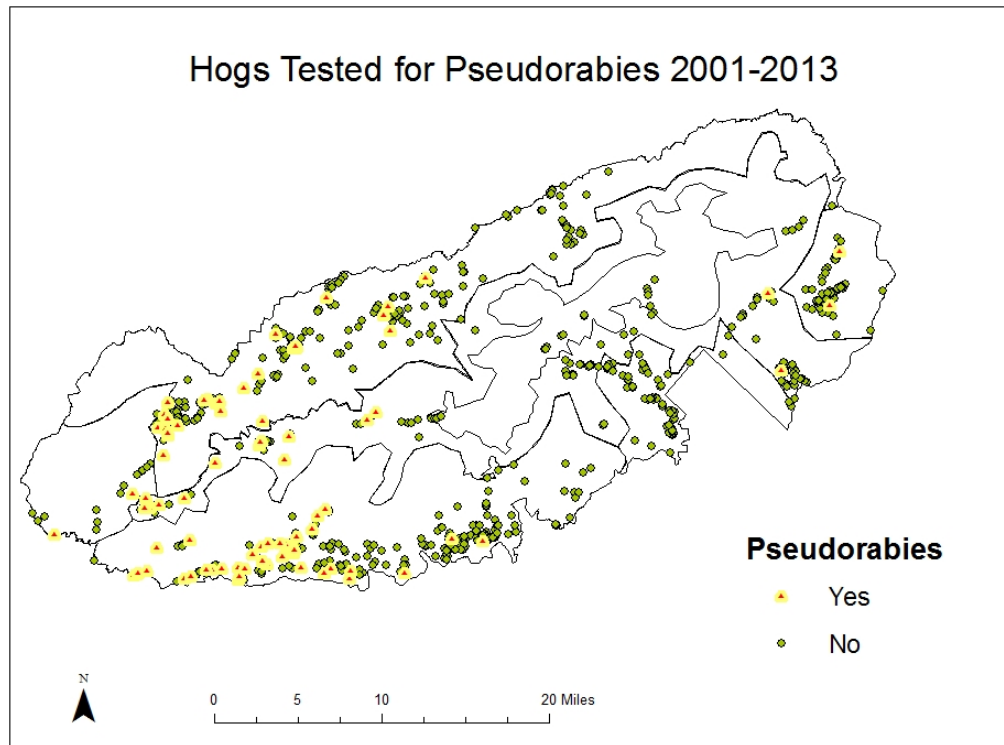 Hogs Tested for Pseudorabies 2001-2013
Pseudorabies
Yes
No
N
0 5 10 20 Miles